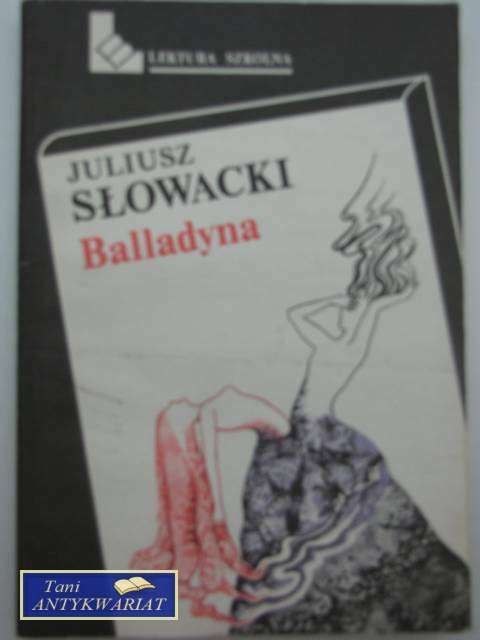 LEKTURA SZKOLNA
JULIUSZ
SŁOWACKI
Balladyna
Tani
ANTYKWARIAT